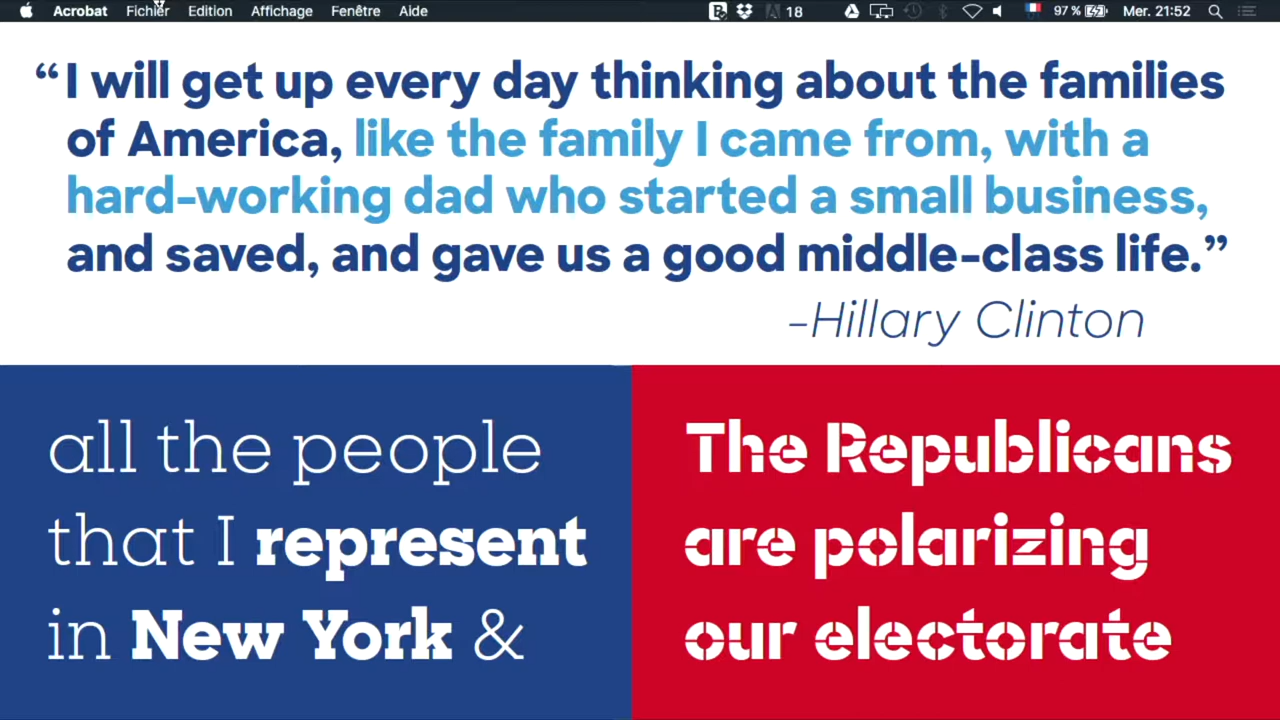 Acrobat Fichier Edition Affichage Fenêtre Aide 18 97 % Mer. 21:52
“I will get up every day thinking about the families
of America, like the family I came from, with a
hard-working dad who started a small business,
and saved, and gave us a good middle-class life.”
–Hillary Clinton
all the people
that I represent
in New York &
The Republicans
are polarizing
our electorate